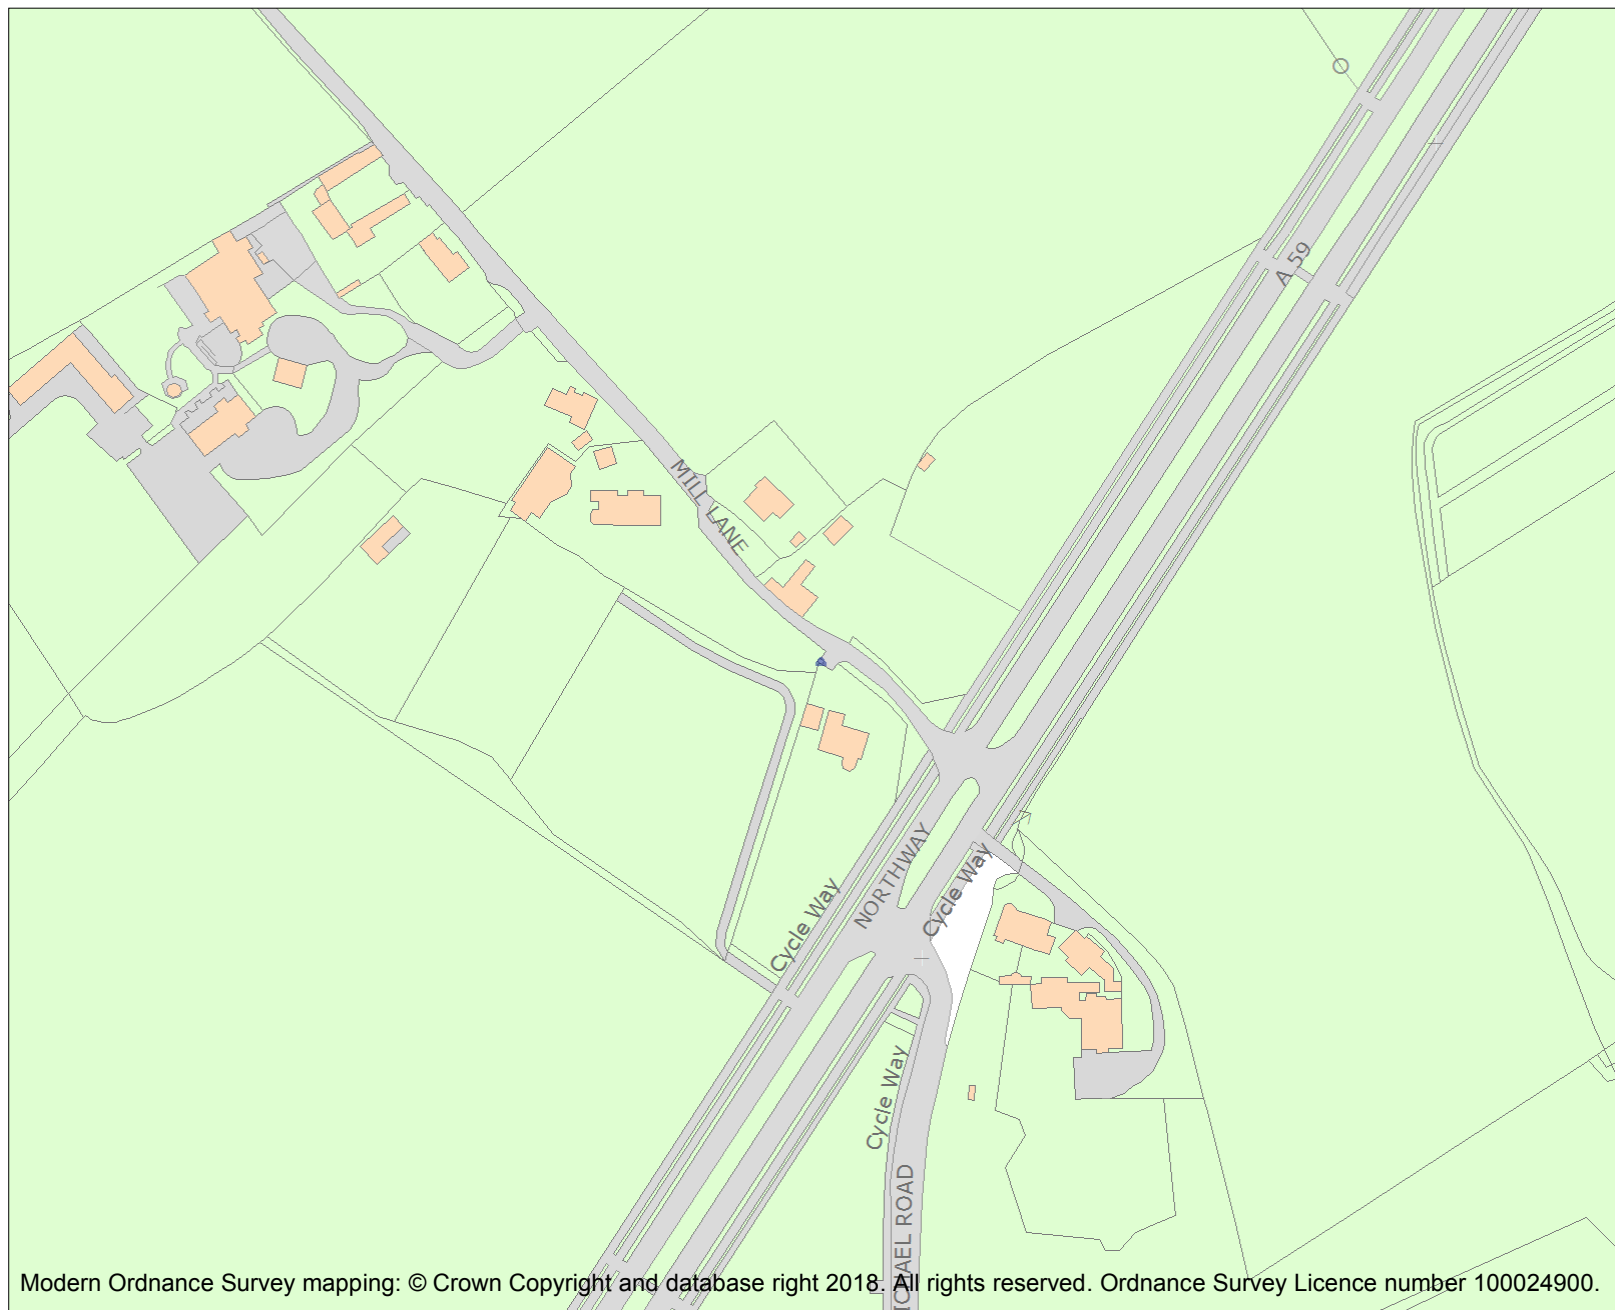 A 59
MILL LANE
NORTHWAY
Cycle Way
Cycle Way
Cycle Way
ICHAEL ROAD
Modern Ordnance Survey mapping: © Crown Copyright and database right 2018. All rights reserved. Ordnance Survey Licence number 100024900.